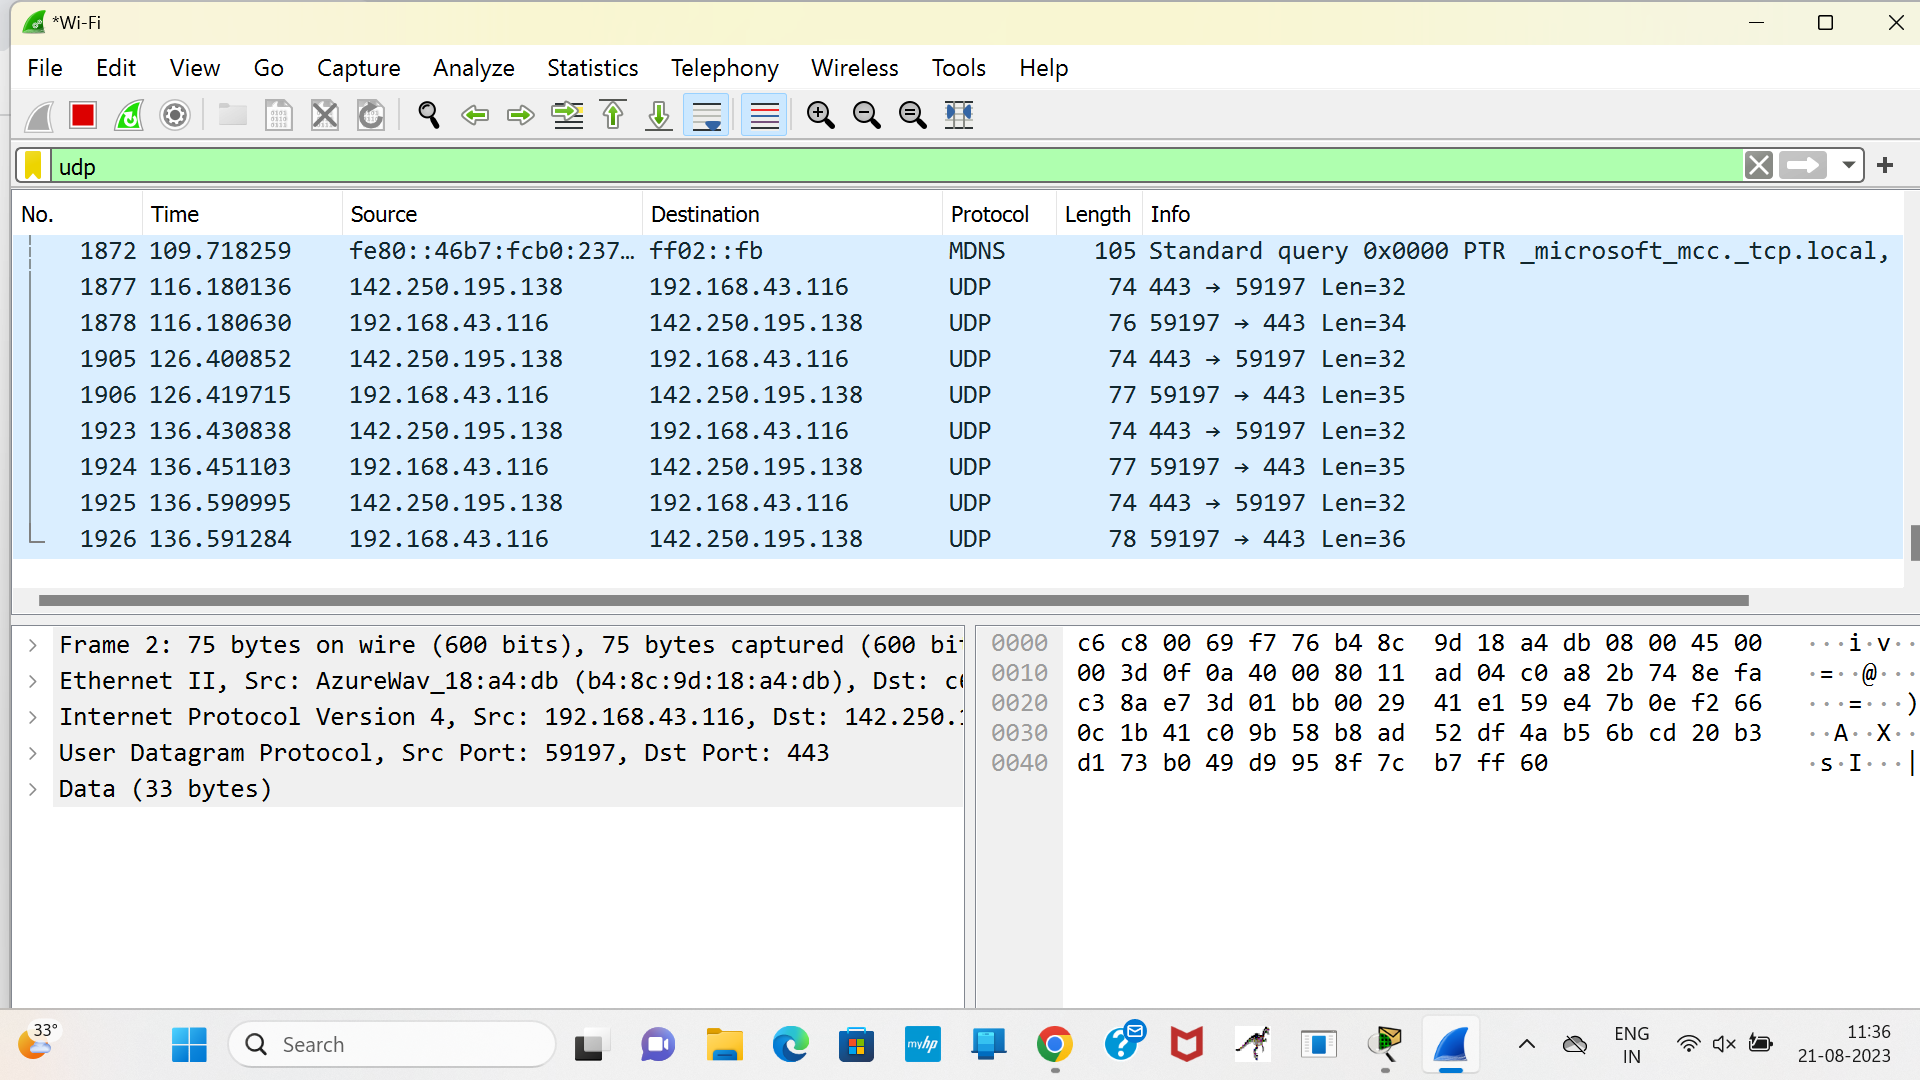 *Wi-Fi
File Edit View Go Capture Analyze Statistics Telephony Wireless Tools Help
udp
No. Time Source Destination Protocol Length Info
1872 109.718259 fe80::46b7:fcb0:237… ff02::fb MDNS 105 Standard query 0x0000 PTR _microsoft_mcc._tcp.local,
1877 116.180136 142.250.195.138 192.168.43.116 UDP 74 443 → 59197 Len=32
1878 116.180630 192.168.43.116 142.250.195.138 UDP 76 59197 → 443 Len=34
1905 126.400852 142.250.195.138 192.168.43.116 UDP 74 443 → 59197 Len=32
1906 126.419715 192.168.43.116 142.250.195.138 UDP 77 59197 → 443 Len=35
1923 136.430838 142.250.195.138 192.168.43.116 UDP 74 443 → 59197 Len=32
1924 136.451103 192.168.43.116 142.250.195.138 UDP 77 59197 → 443 Len=35
1925 136.590995 142.250.195.138 192.168.43.116 UDP 74 443 → 59197 Len=32
1926 136.591284 192.168.43.116 142.250.195.138 UDP 78 59197 → 443 Len=36
Frame 2: 75 bytes on wire (600 bits), 75 bytes captured (600 bi
Ethernet II, Src: AzureWav_18:a4:db (b4:8c:9d:18:a4:db), Dst: c
Internet Protocol Version 4, Src: 192.168.43.116, Dst: 142.250.
User Datagram Protocol, Src Port: 59197, Dst Port: 443
Data (33 bytes)
0000 c6 c8 00 69 f7 76 b4 8c 9d 18 a4 db 08 00 45 00 ···i·v··
0010 00 3d 0f 0a 40 00 80 11 ad 04 c0 a8 2b 74 8e fa ·=··@···
0020 c3 8a e7 3d 01 bb 00 29 41 e1 59 e4 7b 0e f2 66 ···=···)
0030 0c 1b 41 c0 9b 58 b8 ad 52 df 4a b5 6b cd 20 b3 ··A··X··
0040 d1 73 b0 49 d9 95 8f 7c b7 ff 60 ·s·I···|
33°
Search
myhp
ENG
IN
11:36
21-08-2023